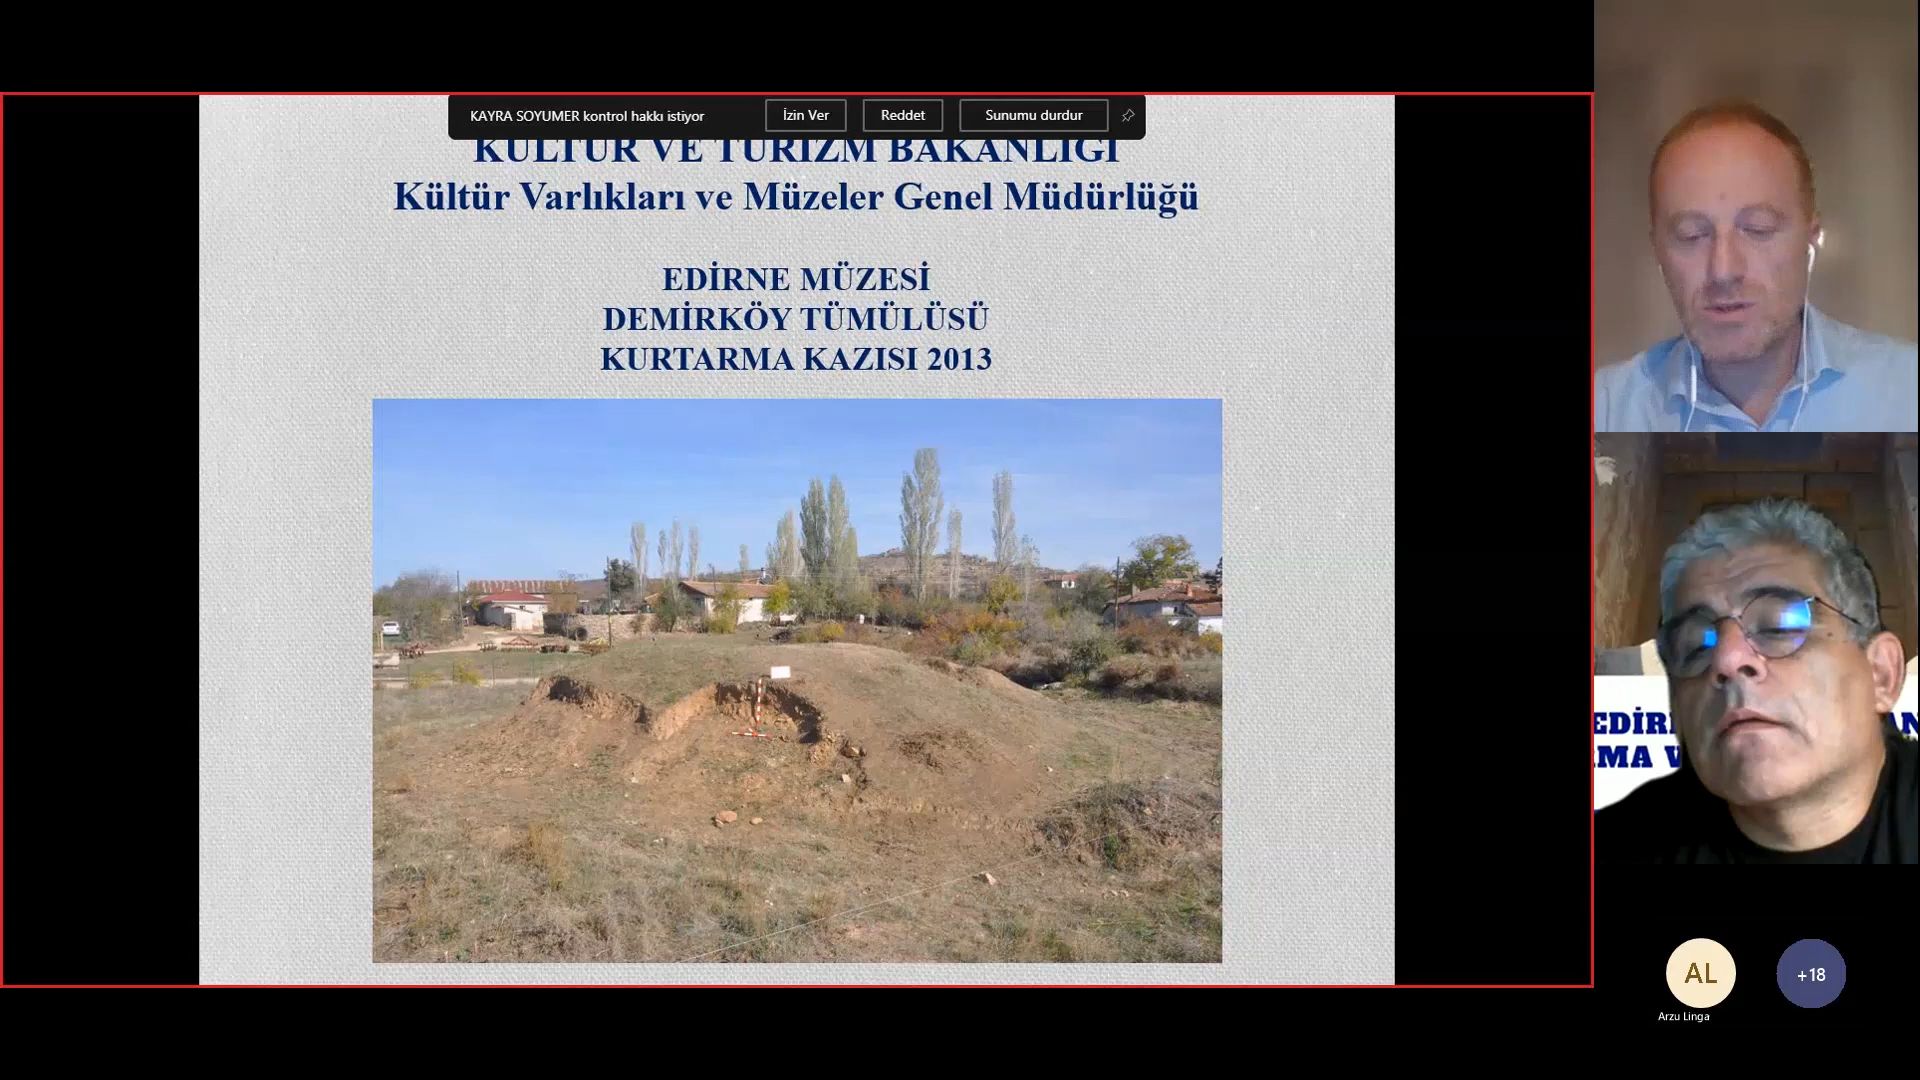 KAYRA SOYUMER kontrol hakkı istiyor
İzin Ver
Reddet
Sunumu durdur
KÜLTÜR VE TURİZM BAKANLIĞI
Kültür Varlıkları ve Müzeler Genel Müdürlüğü
EDİRNE MÜZESİ
DEMİRKÖY TÜMÜLÜSÜ
KURTARMA KAZISI 2013
AL
+18
Arzu Linga